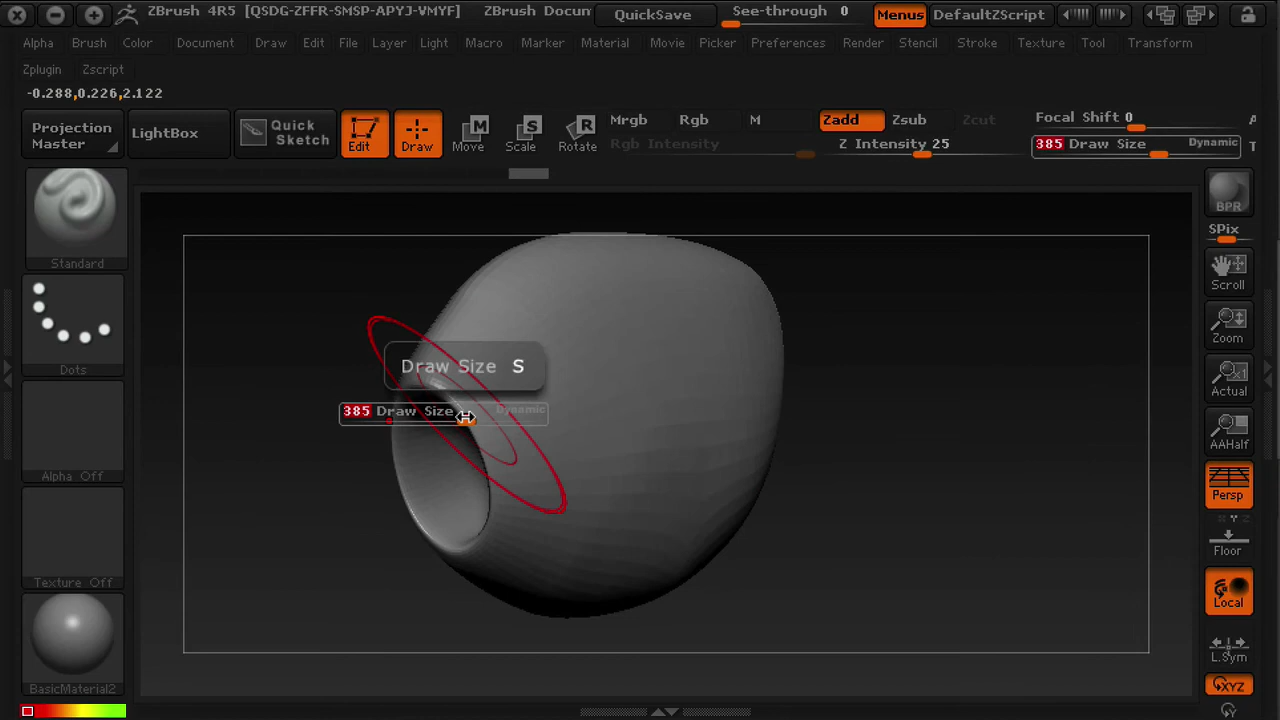 ZBrush 4R5 [QSDG-ZFFR-SMSP-APYJ-VMYF] ZBrush Docum QuickSave See-through 0 Menus DefaultZScript
Alpha Brush Color Document Draw Edit File Layer Light Macro Marker Material Movie Picker Preferences Render Stencil Stroke Texture Tool Transform
Zplugin Zscript
-0.288,0.226,2.122
Projection Master
LightBox
Quick Sketch
Edit
Draw
Move
M
Scale
S
Rotate
R
Mrgb Rgb M Zadd Zsub Zcut Focal Shift 0 A
Rgb Intensity Z Intensity 25 385 Draw Size Dynamic T
Standard
Dots
Alpha Off
Texture Off
BasicMaterial2
Draw Size S
385 Draw Size Dynamic
BPR
SPix
Scroll
Zoom
x1
Actual
AAHalf
Persp
X Y Z
Floor
Local
L.Sym
XYZ